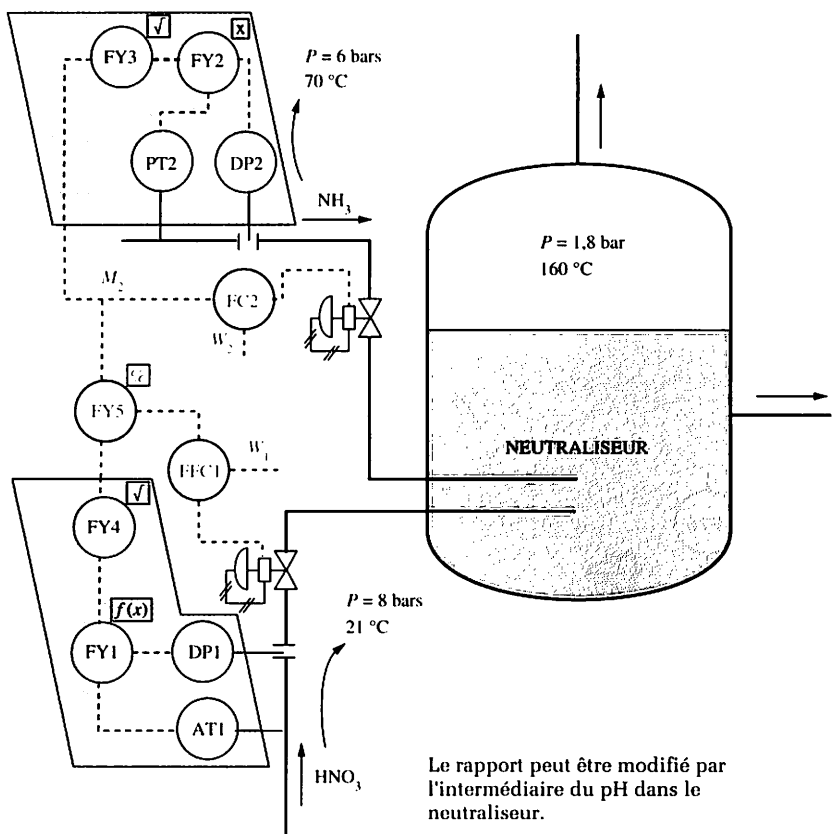 √
x
FY3
FY2
P = 6 bars
70 °C
PT2
DP2
NH₃
P = 1,8 bar
160 °C
M₂
FC2
W₂
%
FY5
NEUTRALISEUR
FFC1
W₁
√
FY4
P = 8 bars
21 °C
f(x)
FY1
DP1
AT1
HNO₃
Le rapport peut être modifié par
l'intermédiaire du pH dans le
neutraliseur.